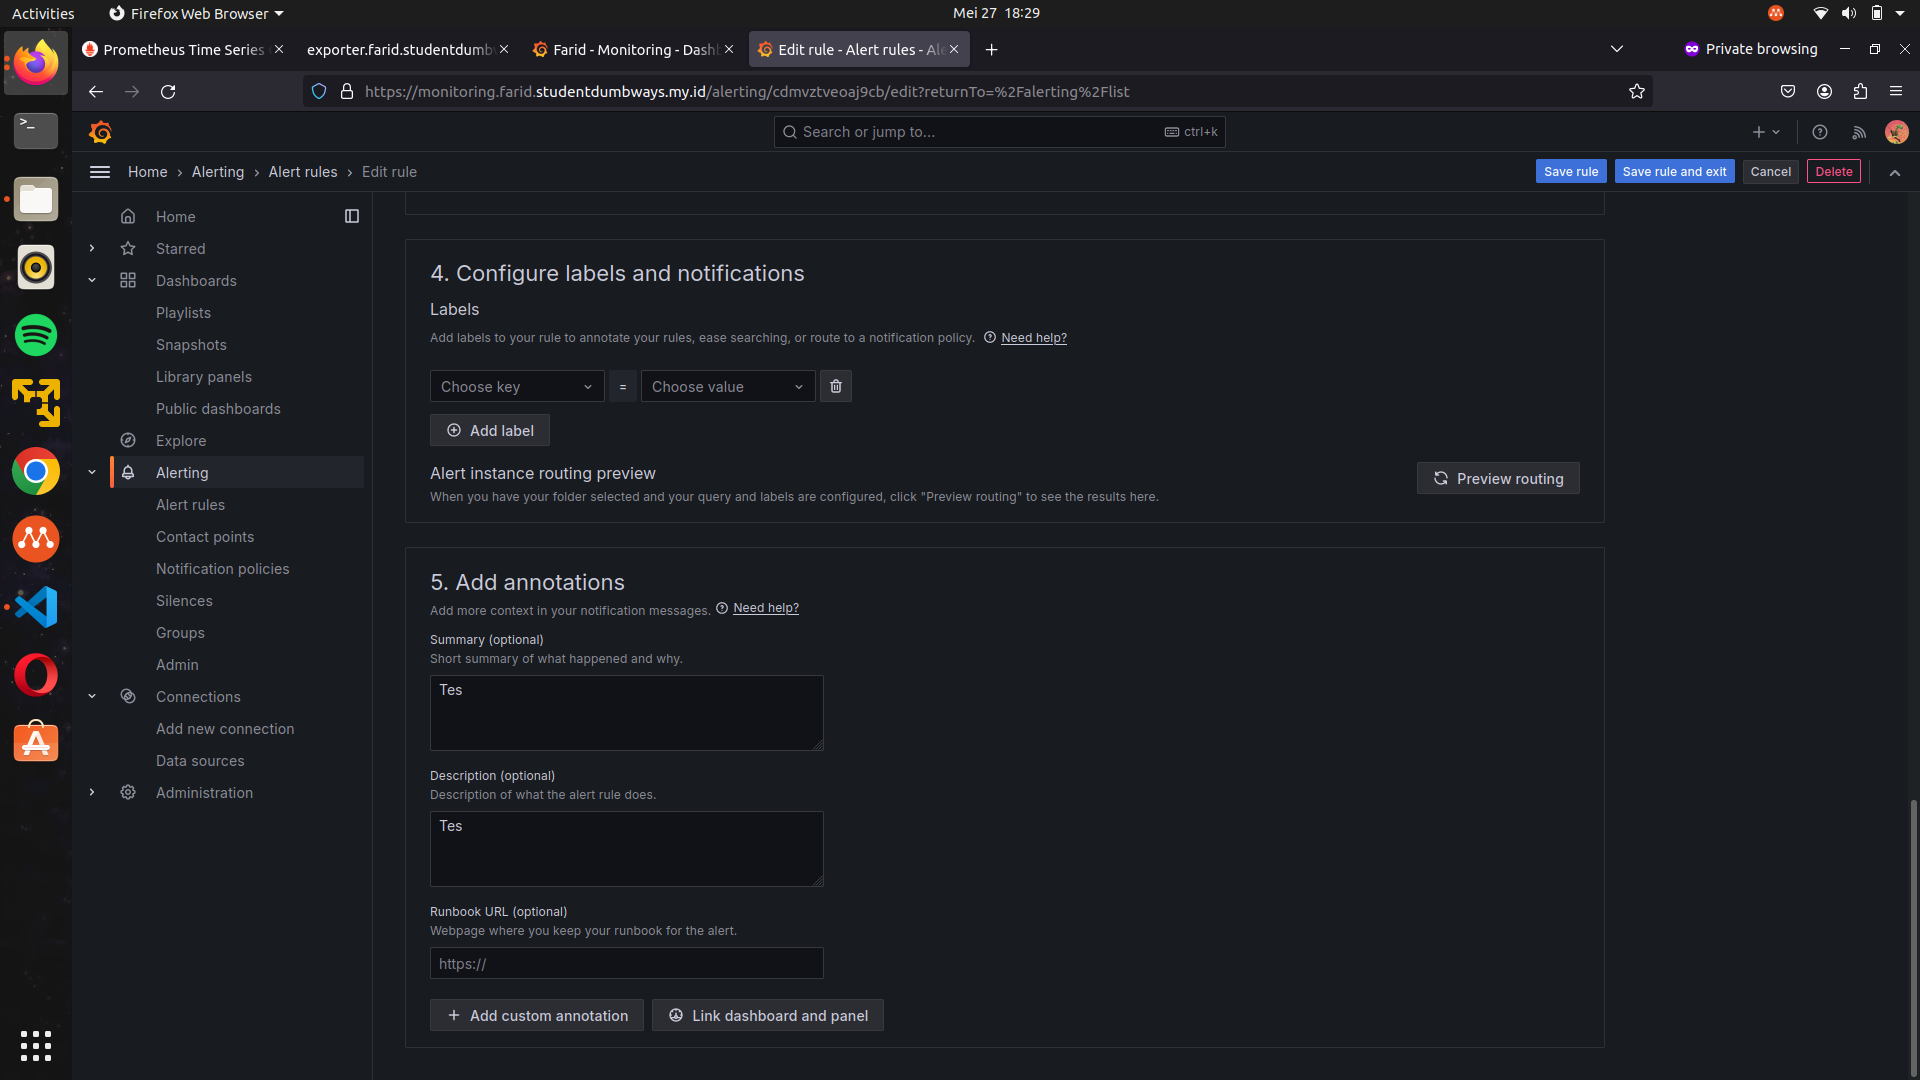 Activities
Firefox Web Browser
Mei 27 18:29
Prometheus Time Series
exporter.farid.studentdumbw
Farid - Monitoring - Dashb
Edit rule - Alert rules - Ale
Private browsing
https://monitoring.farid.studentdumbways.my.id/alerting/cdmvztveoaj9cb/edit?returnTo=%2Falerting%2Flist
Search or jump to...
ctrl+k
Home › Alerting › Alert rules › Edit rule
Save rule
Save rule and exit
Cancel
Delete
Home
Starred
Dashboards
Playlists
Snapshots
Library panels
Public dashboards
Explore
Alerting
Alert rules
Contact points
Notification policies
Silences
Groups
Admin
Connections
Add new connection
Data sources
Administration
4. Configure labels and notifications
Labels
Add labels to your rule to annotate your rules, ease searching, or route to a notification policy. Need help?
Choose key = Choose value
Add label
Alert instance routing preview
When you have your folder selected and your query and labels are configured, click "Preview routing" to see the results here.
Preview routing
5. Add annotations
Add more context in your notification messages. Need help?
Summary (optional)
Short summary of what happened and why.
Tes
Description (optional)
Description of what the alert rule does.
Tes
Runbook URL (optional)
Webpage where you keep your runbook for the alert.
https://
Add custom annotation
Link dashboard and panel